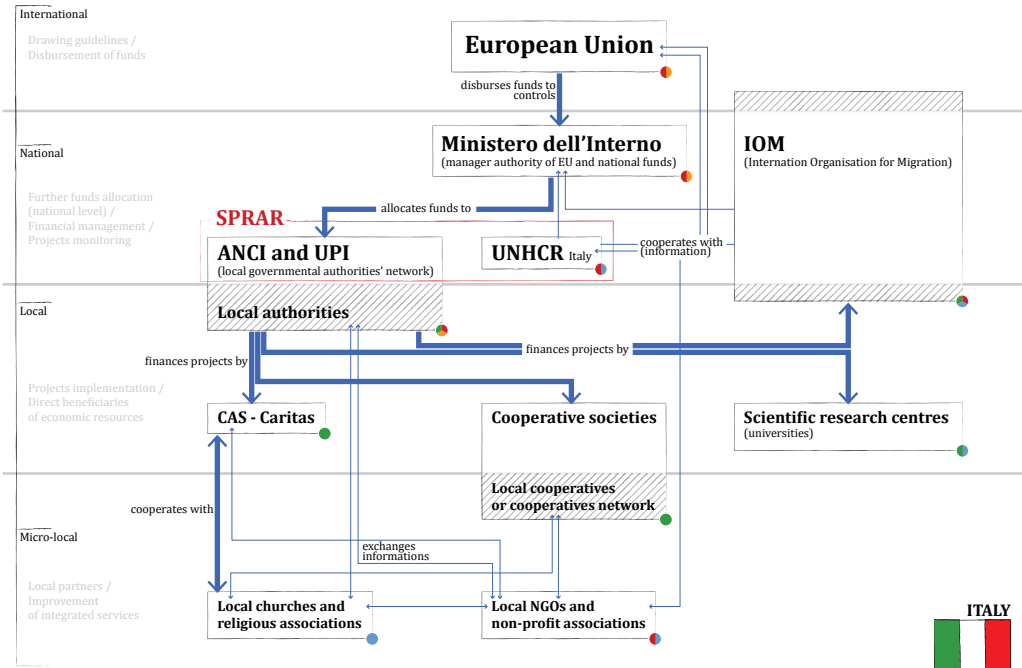 International
Drawing guidelines /
Disbursement of funds
European Union
disburses funds to
controls
National
Further funds allocation
(national level) /
Financial management /
Projects monitoring
Ministero dell'Interno
(manager authority of EU and national funds)
IOM
(Internation Organisation for Migration)
allocates funds to
SPRAR
ANCI and UPI
(local governmental authorities' network)
UNHCR Italy
cooperates with
(information)
Local
Local authorities
finances projects by
finances projects by
Projects implementation /
Direct beneficiaries
of economic resources
CAS - Caritas
Cooperative societies
Scientific research centres
(universities)
Local cooperatives
or cooperatives network
cooperates with
Micro-local
exchanges
informations
Local partners /
Improvement
of integrated services
Local churches and
religious associations
Local NGOs and
non-profit associations
ITALY